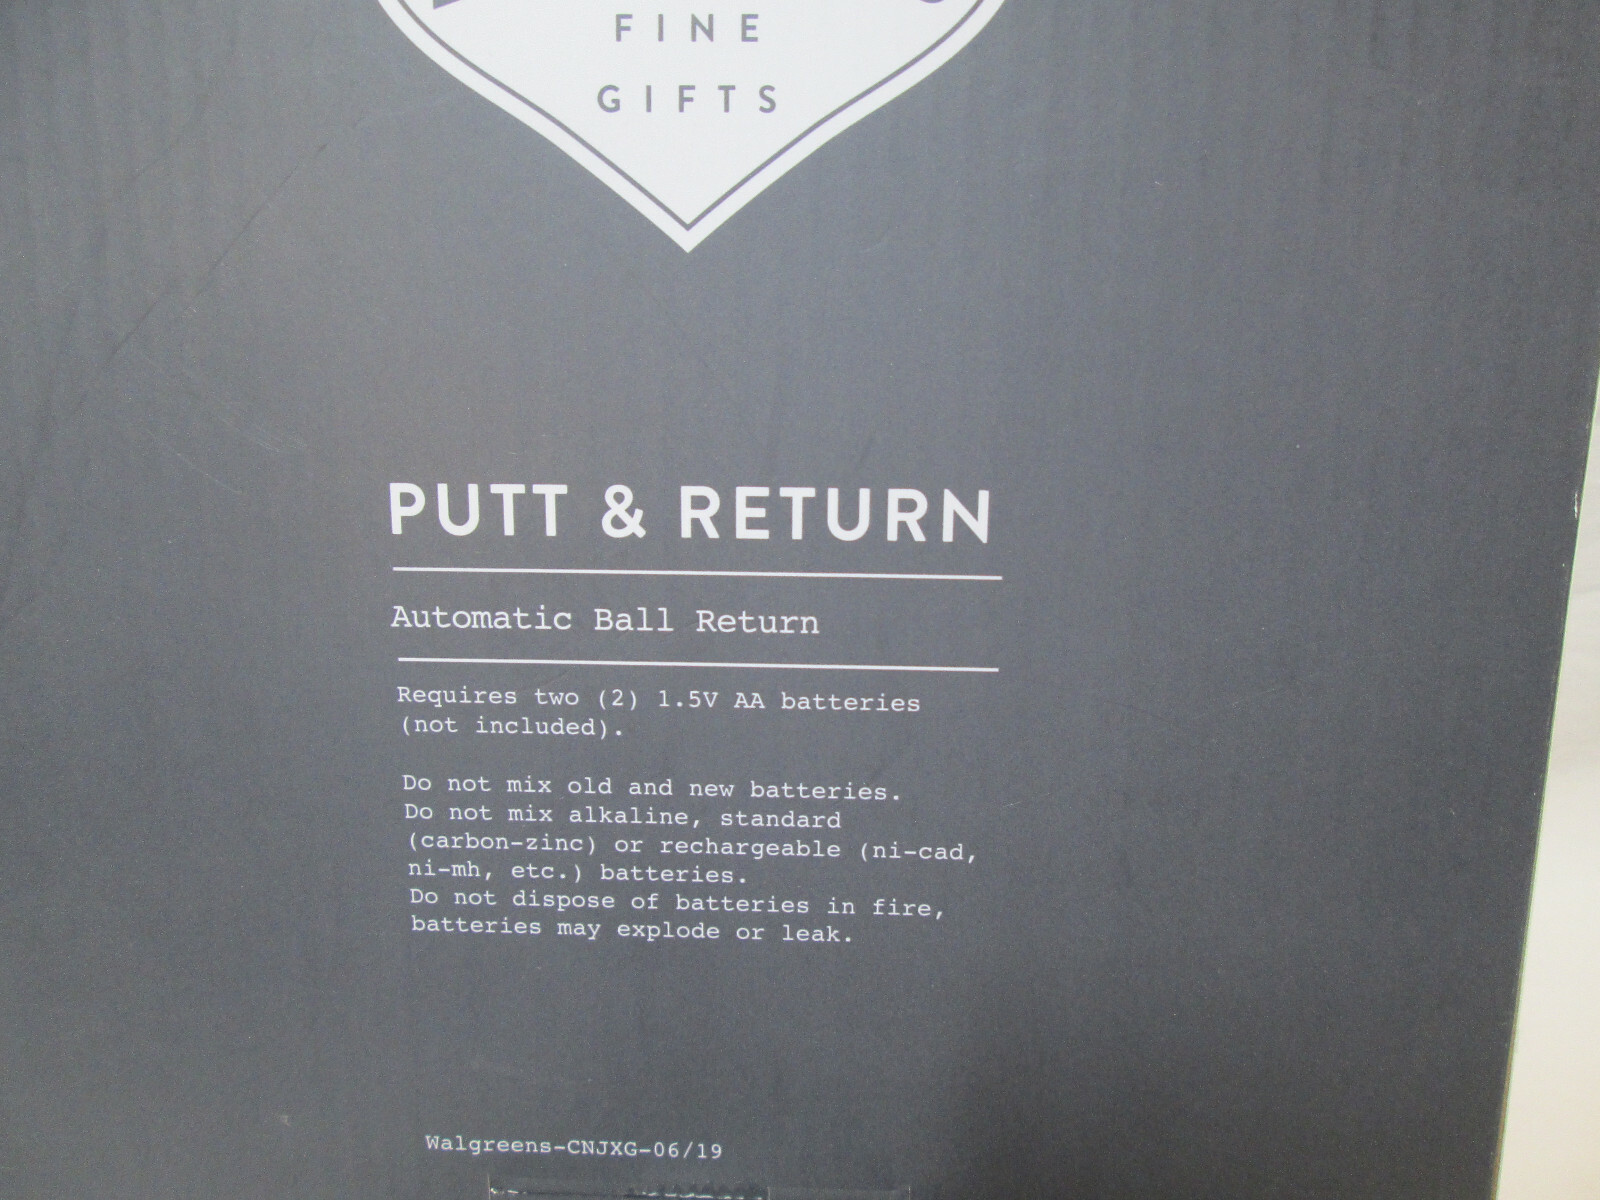 FINE
GIFTS
PUTT & RETURN
Automatic Ball Return
Requires two (2) 1.5V AA batteries
(not included).
Do not mix old and new batteries.
Do not mix alkaline, standard
(carbon-zinc) or rechargeable (ni-cad,
ni-mh, etc.) batteries.
Do not dispose of batteries in fire,
batteries may explode or leak.
Walgreens-CNJXG-06/19